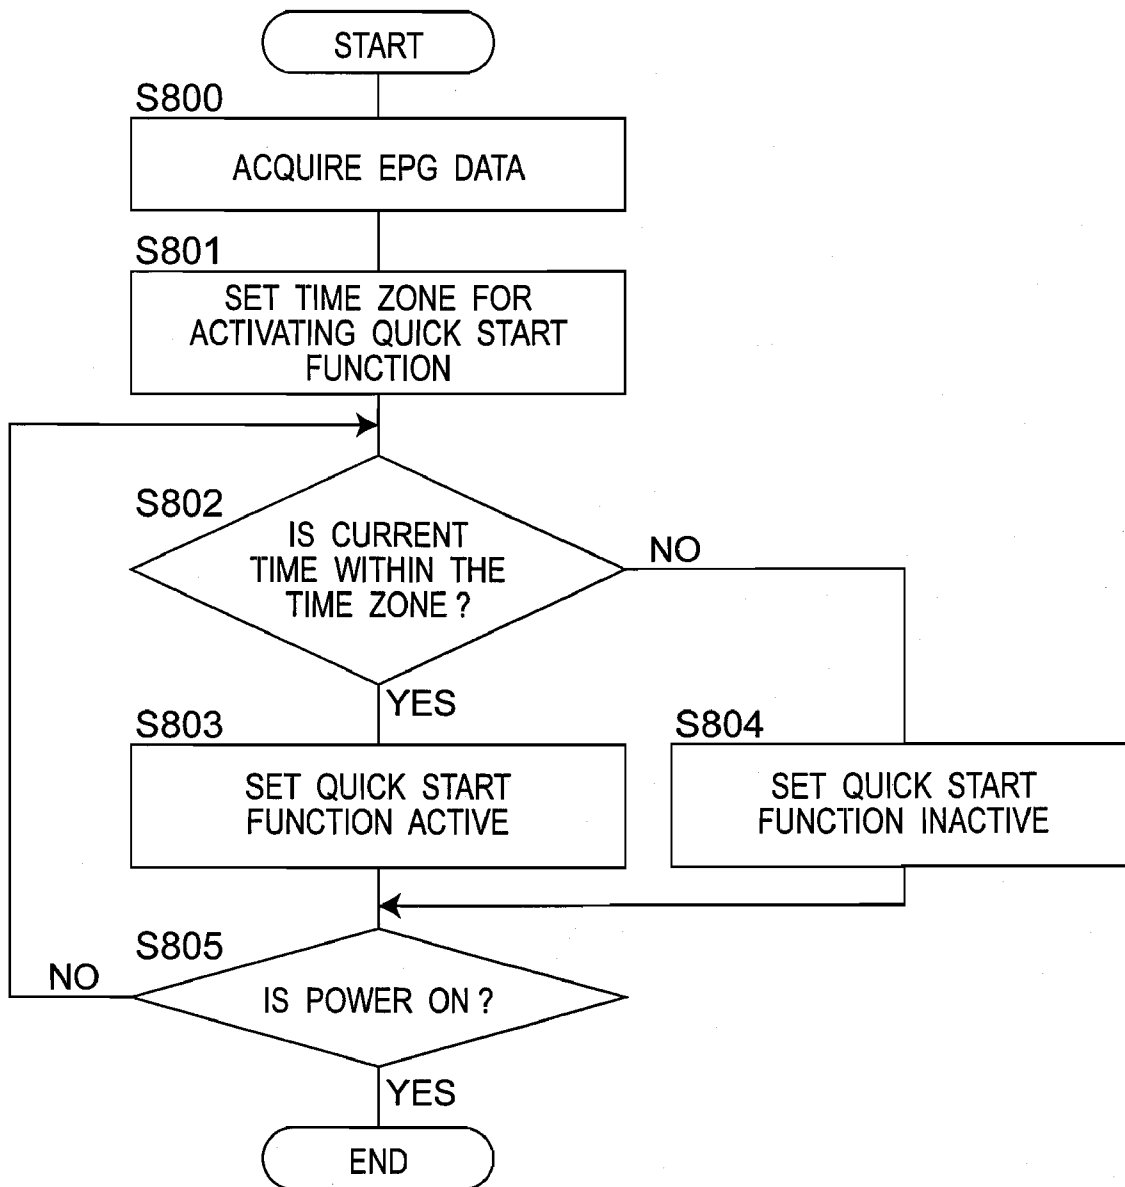 START
S800
ACQUIRE EPG DATA
S801
SET TIME ZONE FOR
ACTIVATING QUICK START
FUNCTION
S802
IS CURRENT
TIME WITHIN THE
TIME ZONE?
NO
YES
S803
SET QUICK START
FUNCTION ACTIVE
S804
SET QUICK START
FUNCTION INACTIVE
S805
NO
IS POWER ON?
YES
END